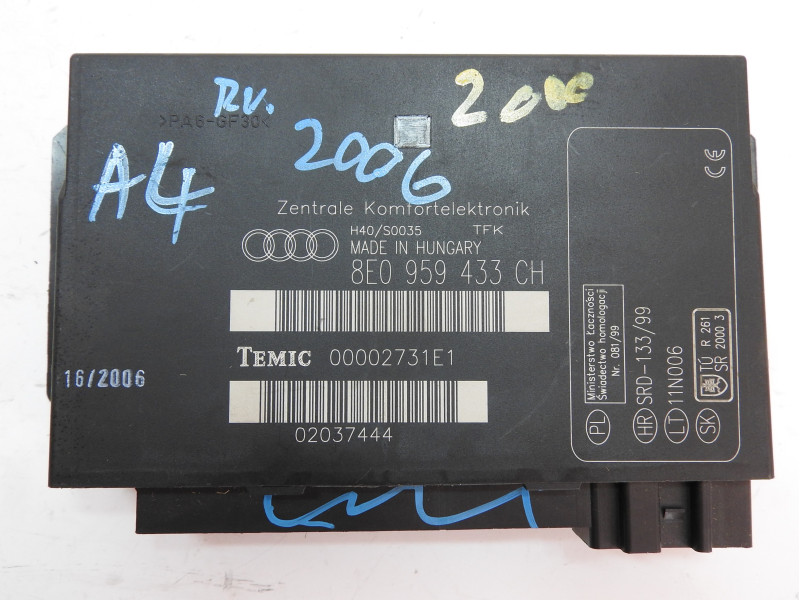 RV.
2006
>PA6-GF30<
2006
A4
Zentrale Komfortelektronik
H40/S0035 TFK
MADE IN HUNGARY
8E0 959 433 CH
TEMIC 00002731E1
16/2006
02037444
CE
Ministerstwo Łączności
Świadectwo homologacji
Nr. 081/99
PL
HR SRD-133/99
LT 11N006
SK TÚ R 261
SR 2000 3